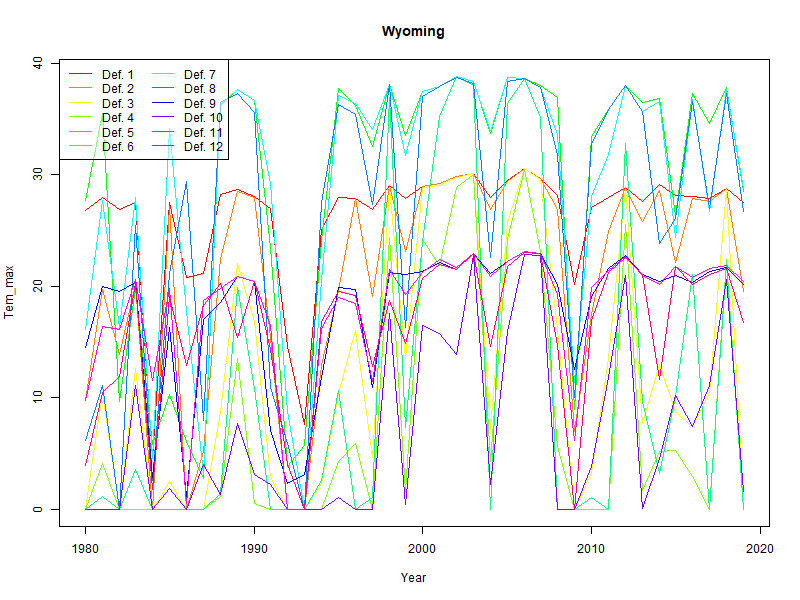 Wyoming
Tem_max
40
30
20
10
0
Def. 1 Def. 7
Def. 2 Def. 8
Def. 3 Def. 9
Def. 4 Def. 10
Def. 5 Def. 11
Def. 6 Def. 12
1980 1990 2000 2010 2020
Year